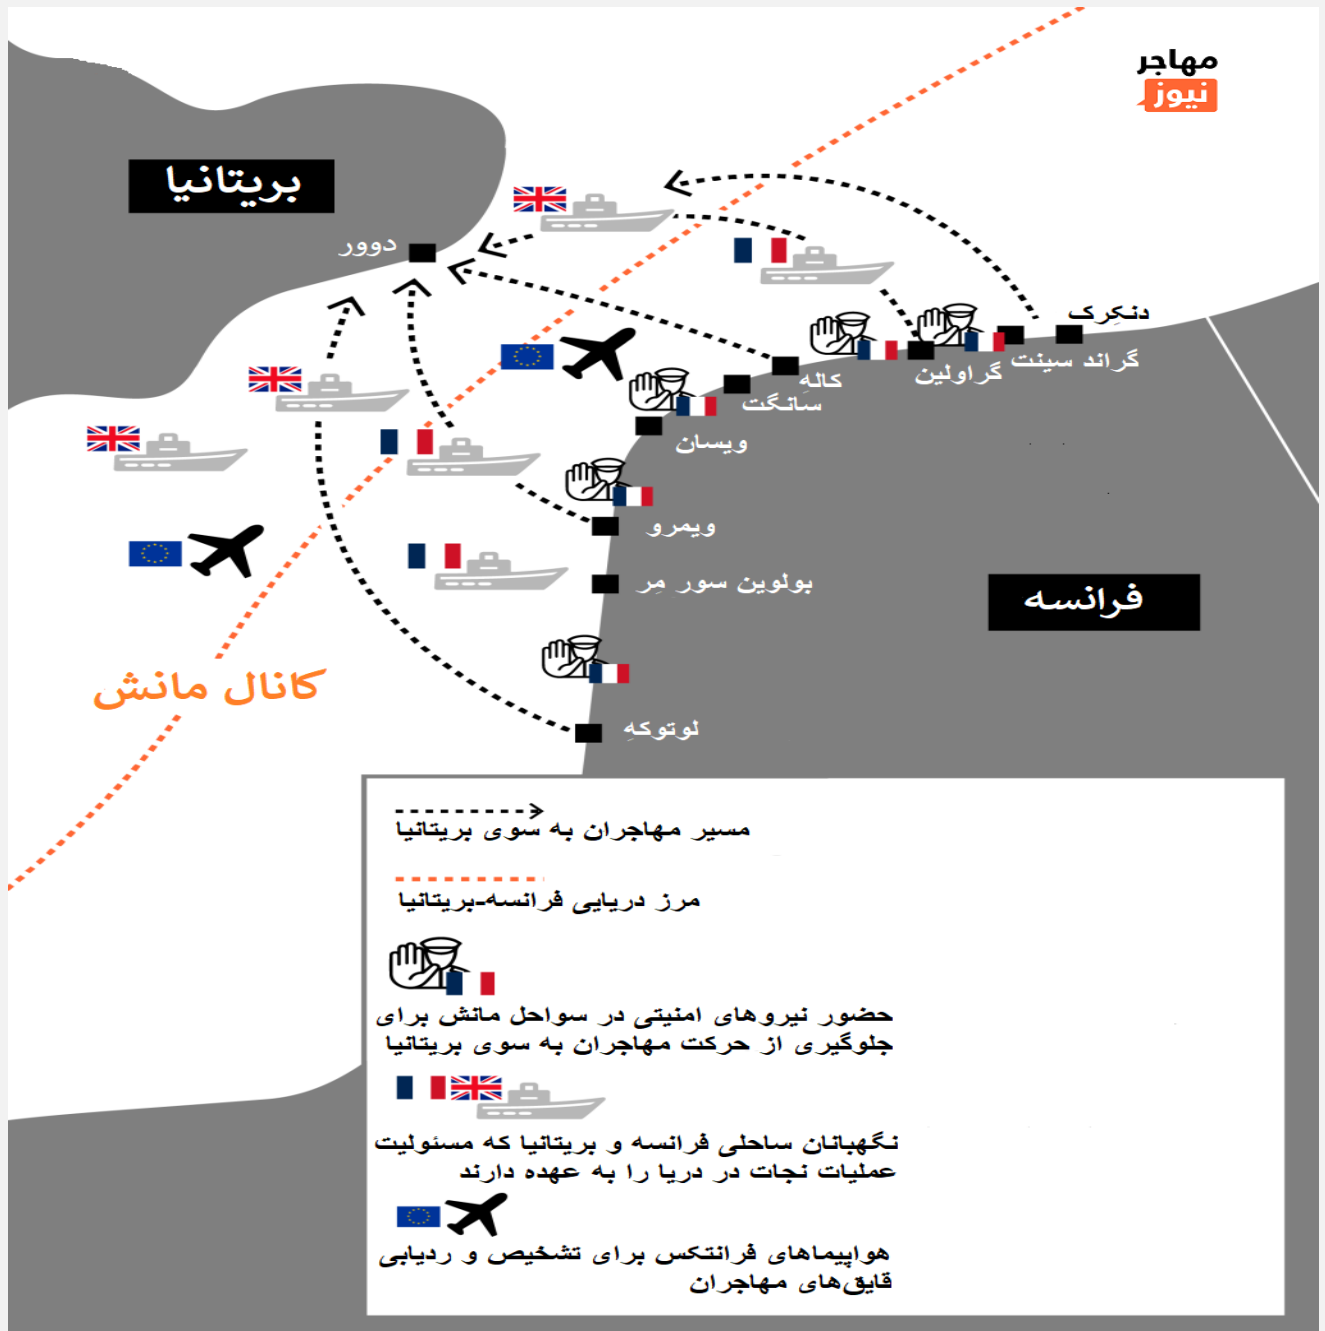 مهاجر
نیوز
بریتانیا
دوور
دنکِرک
گراند سینت
گراولین
کالهِ
سانگت
ویسان
ویمرو
بولوین سور مِر
فرانسه
کانال مانش
لوتوکهِ
مسیر مهاجران به سوی بریتانیا
مرز دریایی فرانسه-بریتانیا
حضور نیروهای امنیتی در سواحل مانش برای
جلوگیری از حرکت مهاجران به سوی بریتانیا
نگهبانان ساحلی فرانسه و بریتانیا که مسئولیت
عملیات نجات در دریا را به عهده دارند
هواپیماهای فرانتکس برای تشخیص و ردیابی
قایق‌های مهاجران